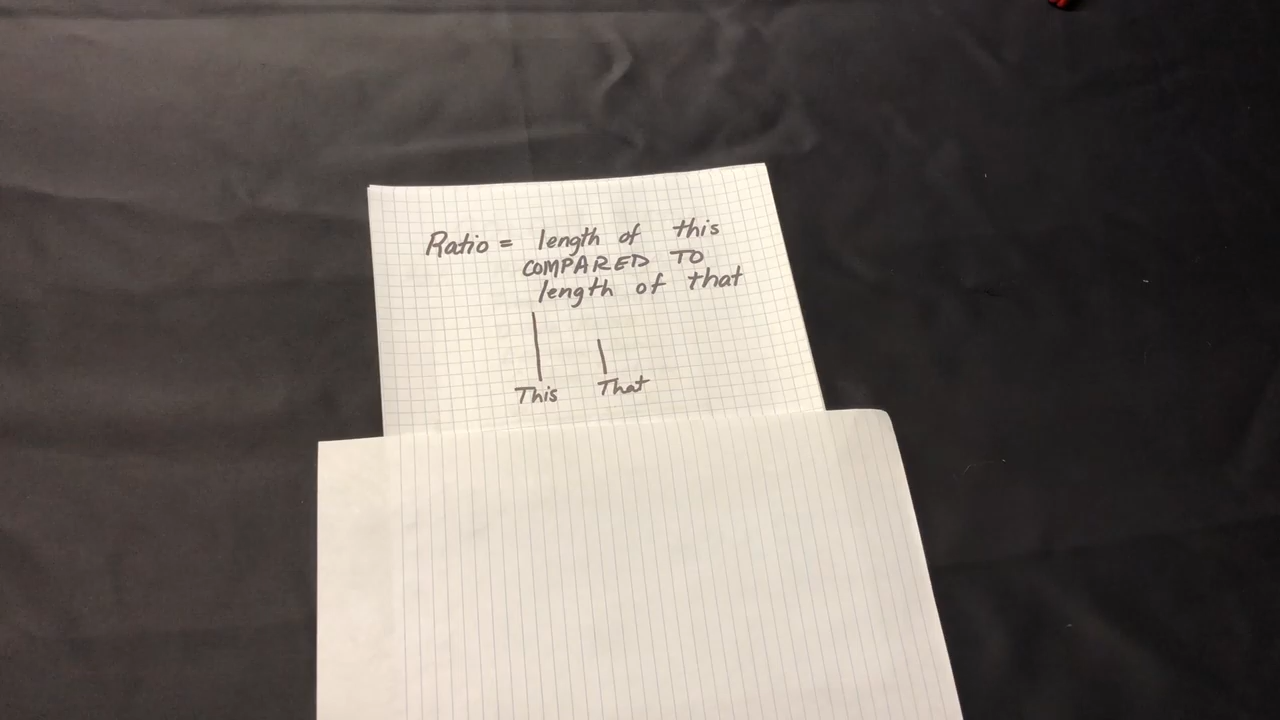 Ratio = length of this
COMPARED TO
length of that
This That